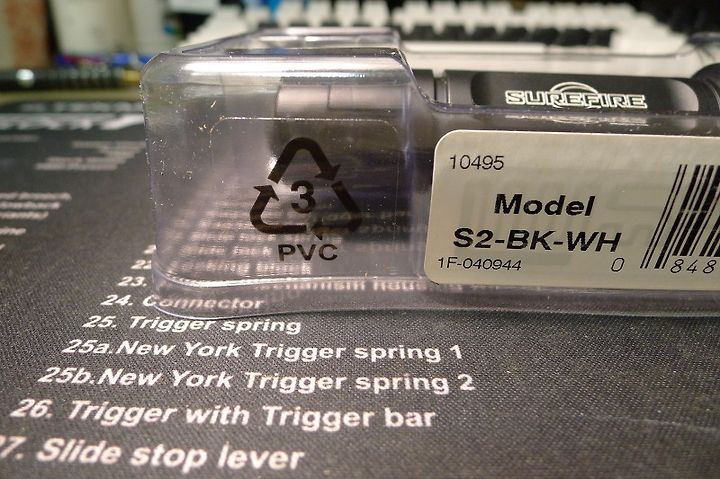 SUREFIRE
3
PVC
10495
Model
S2-BK-WH
1F-040944
0 848
23.
24. Connector
25. Trigger spring
25a.New York Trigger spring 1
25b.New York Trigger spring 2
26. Trigger with Trigger bar
27. Slide stop lever